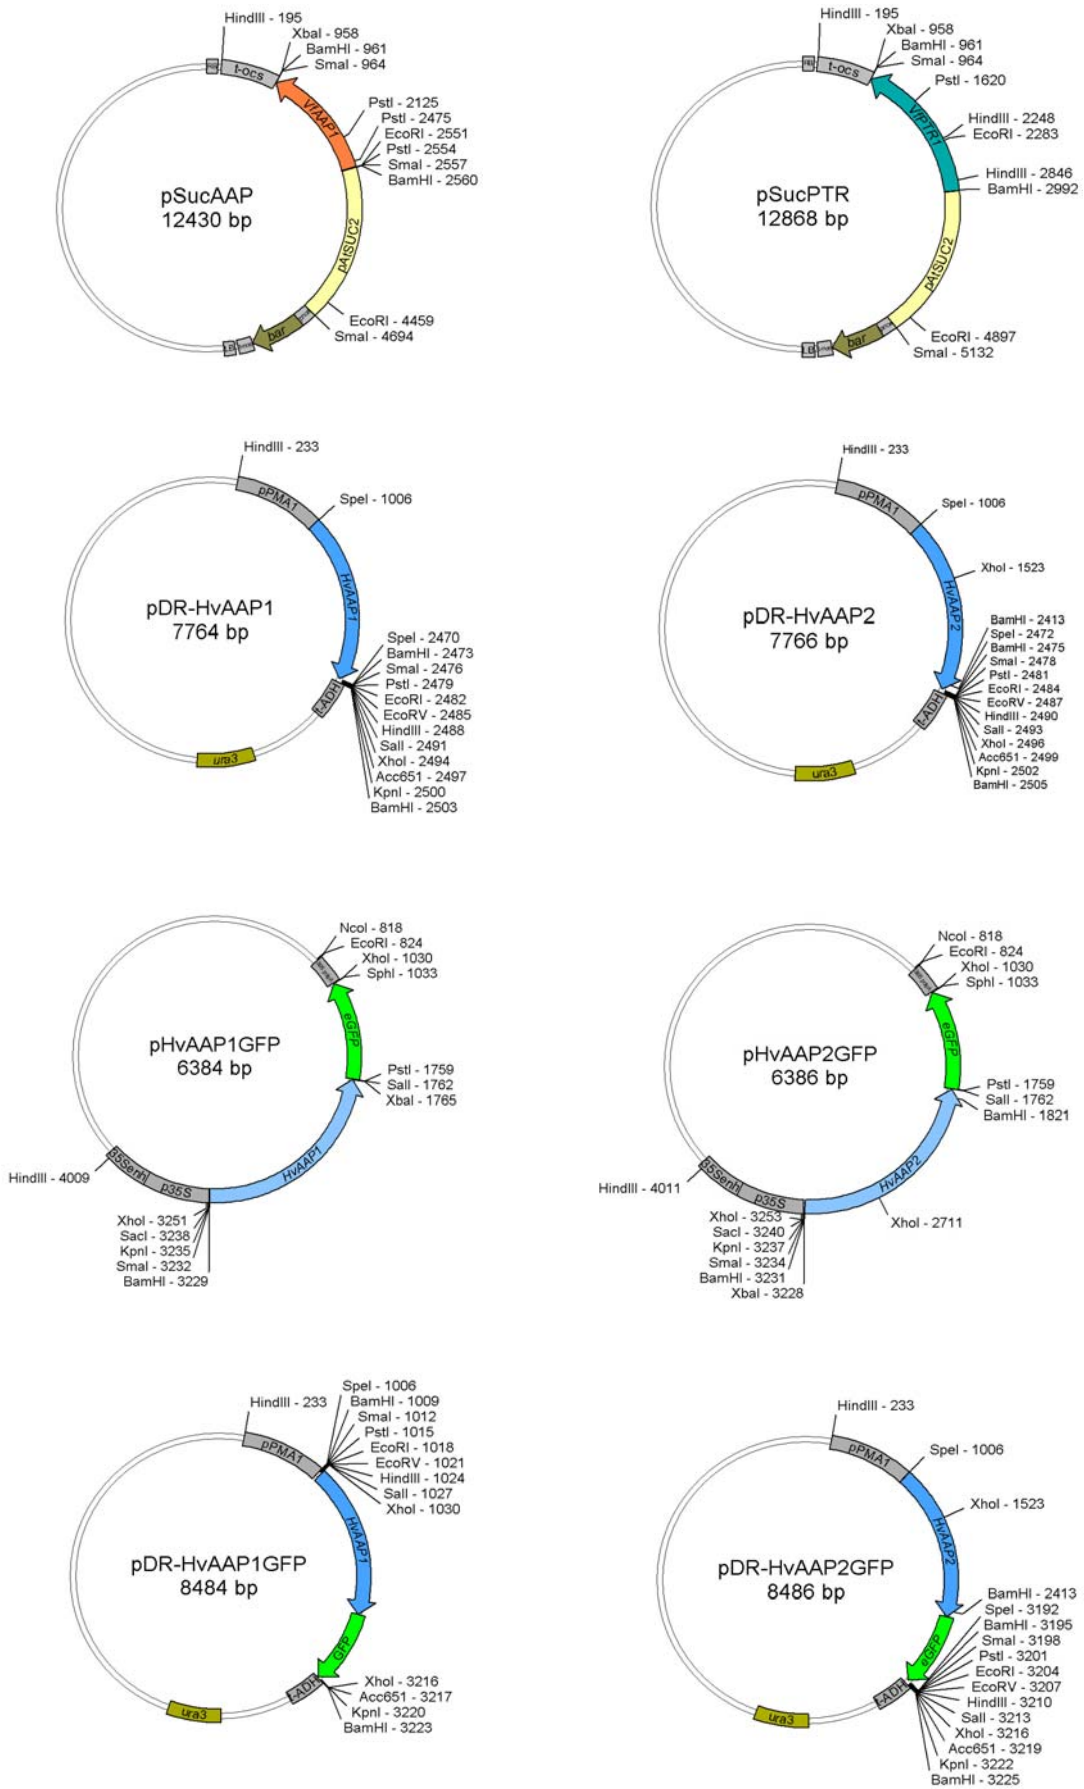 HindIII - 195
XbaI - 958
BamHI - 961
SmaI - 964
t-ocs
VfAAP1
PstI - 2125
PstI - 2475
EcoRI - 2551
PstI - 2554
SmaI - 2557
BamHI - 2560
pSucAAP
12430 bp
pAtSUC2
EcoRI - 4459
SmaI - 4694
bar
LB
HindIII - 195
XbaI - 958
BamHI - 961
SmaI - 964
t-ocs
PstI - 1620
VfPTR1
HindIII - 2248
EcoRI - 2283
HindIII - 2846
BamHI - 2992
pSucPTR
12868 bp
pAtSUC2
EcoRI - 4897
SmaI - 5132
bar
LB
HindIII - 233
pPMA1
SpeI - 1006
HvAAP1
pDR-HvAAP1
7764 bp
SpeI - 2470
BamHI - 2473
SmaI - 2476
PstI - 2479
EcoRI - 2482
EcoRV - 2485
HindIII - 2488
SalI - 2491
XhoI - 2494
Acc651 - 2497
KpnI - 2500
BamHI - 2503
t-ADH
ura3
HindIII - 233
pPMA1
SpeI - 1006
XhoI - 1523
HvAAP2
pDR-HvAAP2
7766 bp
BamHI - 2413
SpeI - 2472
BamHI - 2475
SmaI - 2478
PstI - 2481
EcoRI - 2484
EcoRV - 2487
HindIII - 2490
SalI - 2493
XhoI - 2496
Acc651 - 2499
KpnI - 2502
BamHI - 2505
t-ADH
ura3
NcoI - 818
EcoRI - 824
XhoI - 1030
SphI - 1033
eGFP
pHvAAP1GFP
6384 bp
PstI - 1759
SalI - 1762
XbaI - 1765
HvAAP1
35Senh
p35S
HindIII - 4009
XhoI - 3251
SacI - 3238
KpnI - 3235
SmaI - 3232
BamHI - 3229
NcoI - 818
EcoRI - 824
XhoI - 1030
SphI - 1033
eGFP
pHvAAP2GFP
6386 bp
PstI - 1759
SalI - 1762
BamHI - 1821
HvAAP2
35Senh
p35S
HindIII - 4011
XhoI - 2711
XhoI - 3253
SacI - 3240
KpnI - 3237
SmaI - 3234
BamHI - 3231
XbaI - 3228
HindIII - 233
pPMA1
SpeI - 1006
BamHI - 1009
SmaI - 1012
PstI - 1015
EcoRI - 1018
EcoRV - 1021
HindIII - 1024
SalI - 1027
XhoI - 1030
HvAAP1
pDR-HvAAP1GFP
8484 bp
GFP
t-ADH
XhoI - 3216
Acc651 - 3217
KpnI - 3220
BamHI - 3223
ura3
HindIII - 233
pPMA1
SpeI - 1006
XhoI - 1523
HvAAP2
pDR-HvAAP2GFP
8486 bp
BamHI - 2413
SpeI - 3192
BamHI - 3195
SmaI - 3198
PstI - 3201
EcoRI - 3204
EcoRV - 3207
HindIII - 3210
SalI - 3213
XhoI - 3216
Acc651 - 3219
KpnI - 3222
BamHI - 3225
eGFP
t-ADH
ura3